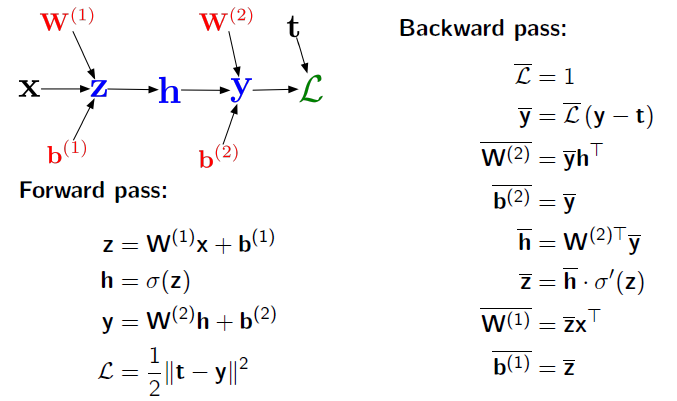 W⁽¹⁾ W⁽²⁾ t
x z h y ℒ
b⁽¹⁾ b⁽²⁾
Forward pass:
z = W⁽¹⁾x + b⁽¹⁾
h = σ(z)
y = W⁽²⁾h + b⁽²⁾
ℒ = 1/2 ‖t − y‖²
Backward pass:
ℒ̅ = 1
y̅ = ℒ̅ (y − t)
W̅⁽̅²̅⁾̅ = y̅h⊤
b̅⁽̅²̅⁾̅ = y̅
h̅ = W⁽²⁾⊤y̅
z̅ = h̅ · σ′(z)
W̅⁽̅¹̅⁾̅ = z̅x⊤
b̅⁽̅¹̅⁾̅ = z̅